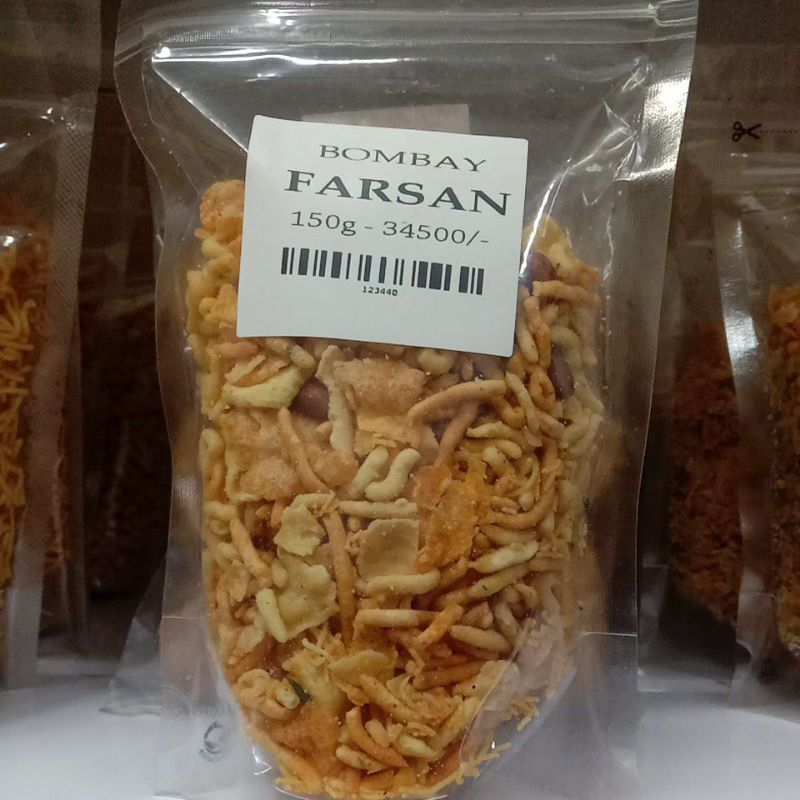 BOMBAY
FARSAN
150g - 34500/-
123440